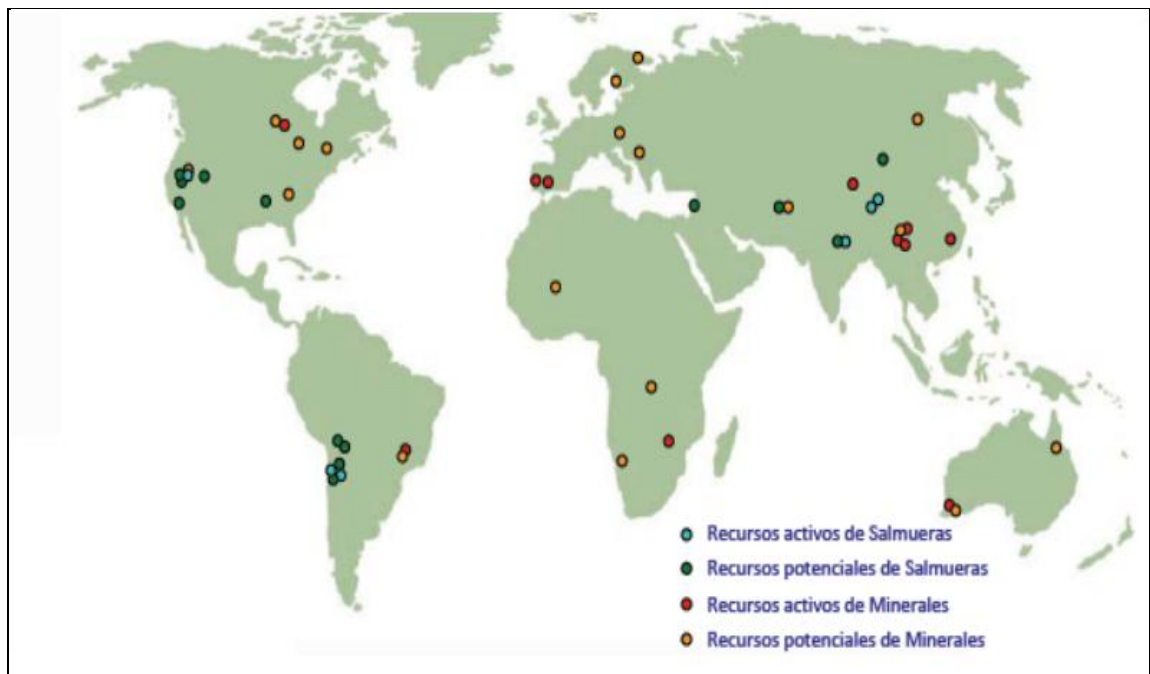 Recursos activos de Salmueras
Recursos potenciales de Salmueras
Recursos activos de Minerales
Recursos potenciales de Minerales